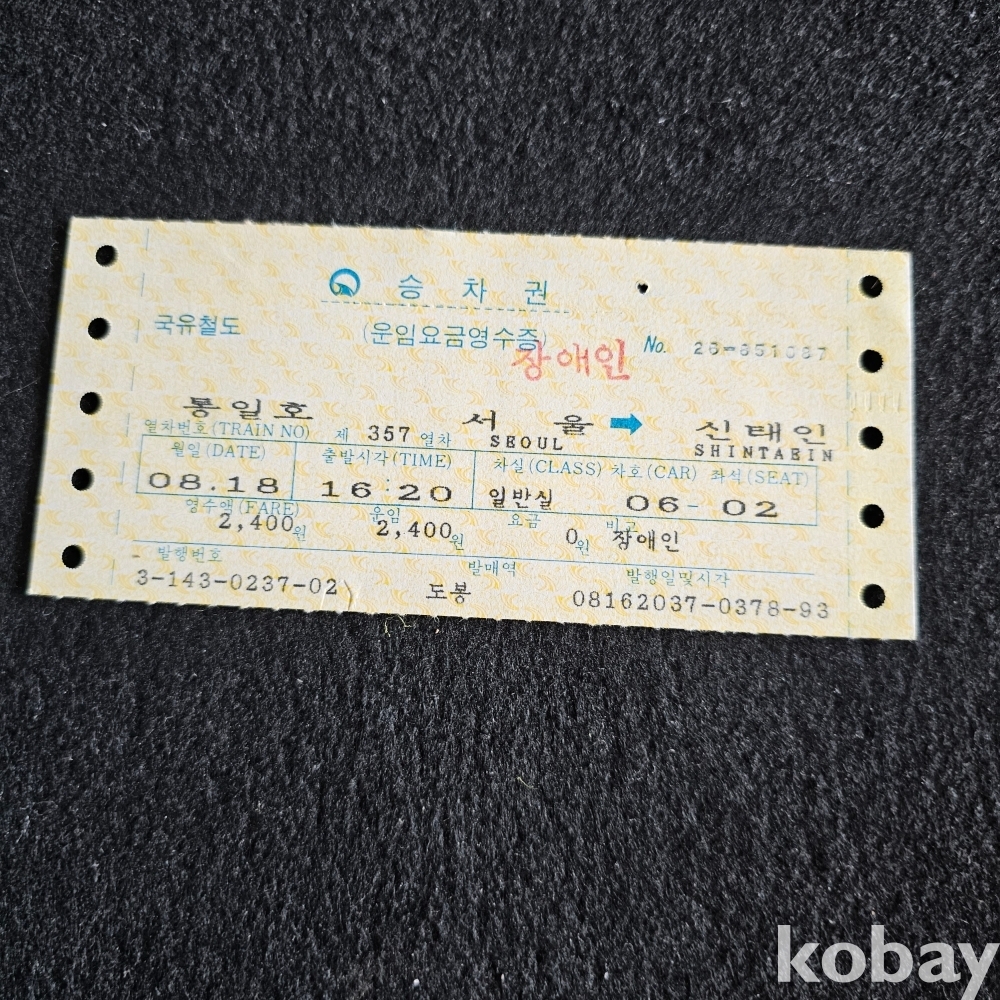 승차권
국유철도 (운임요금영수증) No. 26-851087
장애인
통일호 서울 ➡ 신태인
열차번호(TRAIN NO) 제 357 열차 SEOUL SHINTAEIN
월일(DATE) 출발시각(TIME) 차실(CLASS) 차호(CAR) 좌석(SEAT)
08.18 16:20 일반실 06- 02
영수액(FARE) 운임 요금 비고
2,400원 2,400원 0원 장애인
발행번호 발매역 발행일및시각
3-143-0237-02 도봉 08162037-0378-93
kobay